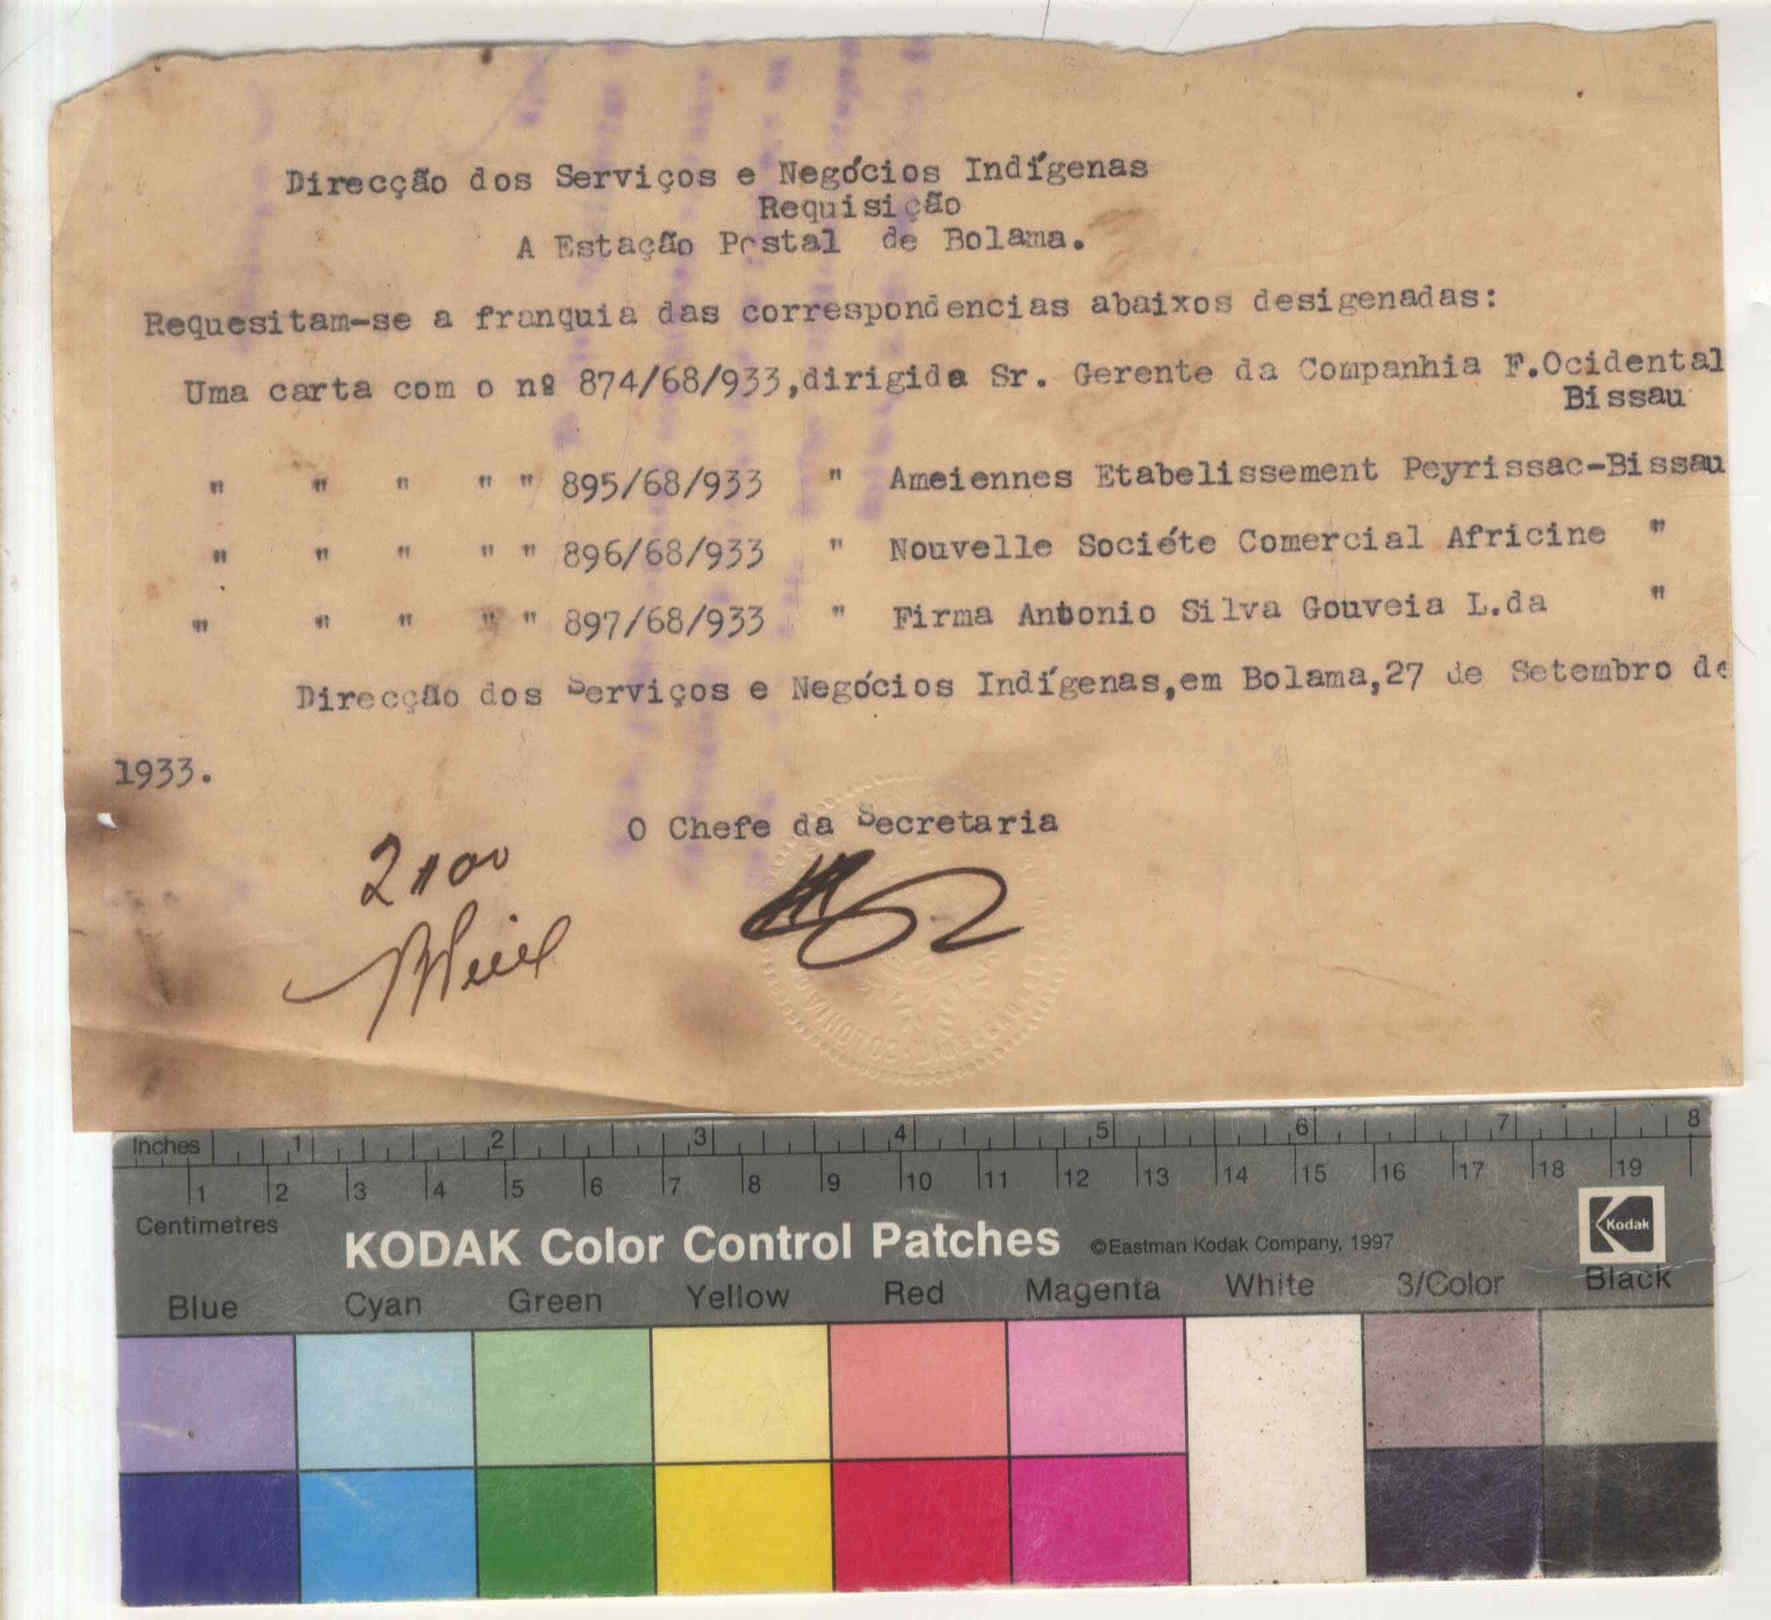 Direcção dos Serviços e Negócios Indígenas
Requisição
A Estação Postal de Bolama.
Requesitam-se a franquia das correspondencias abaixos desigenadas:
Uma carta com o nº 874/68/933,dirigida Sr. Gerente da Companhia F.Ocidental
Bissau
" " " " " 895/68/933 " Ameiennes Etabelissement Peyrissac-Bissau
" " " " " 896/68/933 " Nouvelle Sociéte Comercial Africine "
" " " " " 897/68/933 " Firma Antonio Silva Gouveia L.da "
Direcção dos Serviços e Negócios Indígenas,em Bolama,27 de Setembro de
1933.
O Chefe da Secretaria
2$00
Inches 1 2 3 4 5 6 7 8
1 2 3 4 5 6 7 8 9 10 11 12 13 14 15 16 17 18 19
Centimetres
KODAK Color Control Patches ©Eastman Kodak Company, 1997 Kodak
Blue Cyan Green Yellow Red Magenta White 3/Color Black